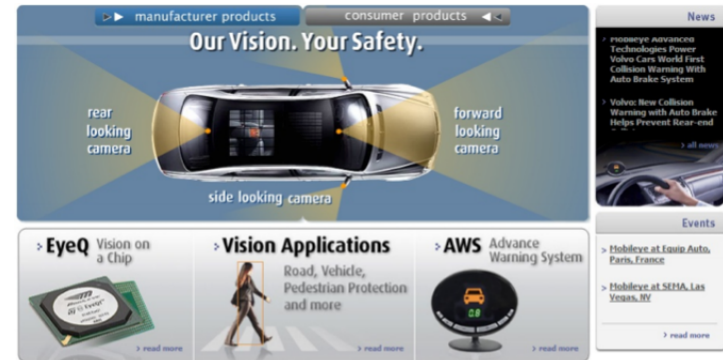 manufacturer products
consumer products
Our Vision. Your Safety.
rear
looking
camera
forward
looking
camera
side looking camera
News
> Mobileye Advanced
Technologies Power
Volvo Cars World First
Collision Warning With
Auto Brake System
> Volvo: New Collision
Warning with Auto Brake
Helps Prevent Rear-end
> all news
> EyeQ Vision on
a Chip
> read more
> Vision Applications
Road, Vehicle,
Pedestrian Protection
and more
> read more
> AWS Advance
Warning System
0.8
> read more
Events
> Mobileye at Equip Auto,
Paris, France
> Mobileye at SEMA, Las
Vegas, NV
> read more